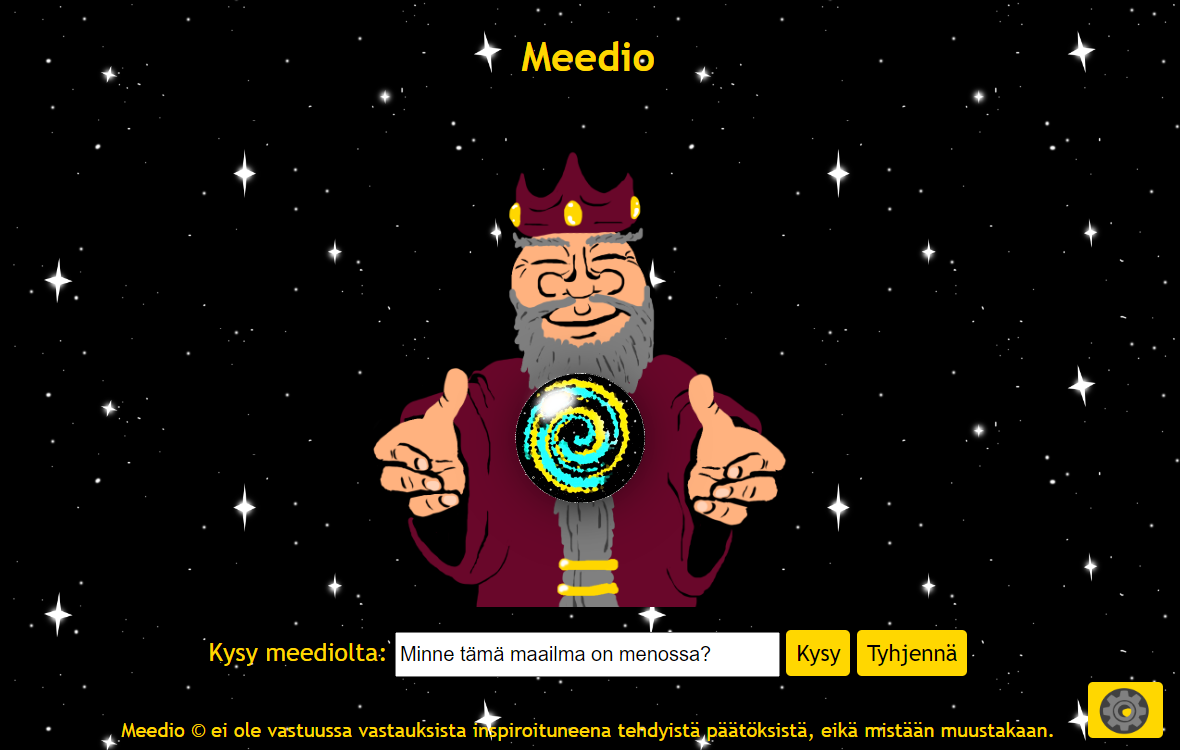 Meedio
Kysy meediolta: Minne tämä maailma on menossa? Kysy Tyhjennä
Meedio © ei ole vastuussa vastauksista inspiroituneena tehdyistä päätöksistä, eikä mistään muustakaan.